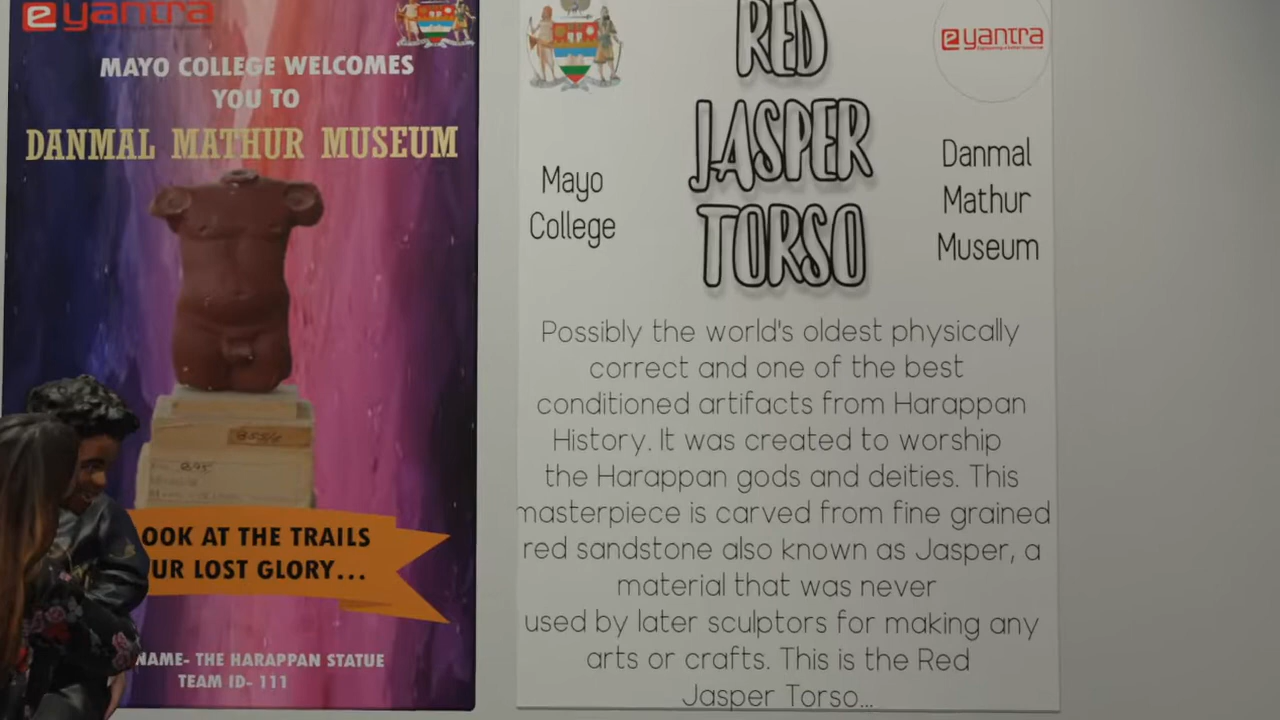 e yantra
MAYO COLLEGE WELCOMES
YOU TO
DANMAL MATHUR MUSEUM
OOK AT THE TRAILS
UR LOST GLORY...
NAME- THE HARAPPAN STATUE
TEAM ID- 111
RED
JASPER
TORSO
Mayo
College
e yantra
Danmal
Mathur
Museum
Possibly the world's oldest physically
correct and one of the best
conditioned artifacts from Harappan
History. It was created to worship
the Harappan gods and deities. This
masterpiece is carved from fine grained
red sandstone also known as Jasper, a
material that was never
used by later sculptors for making any
arts or crafts. This is the Red
Jasper Torso...